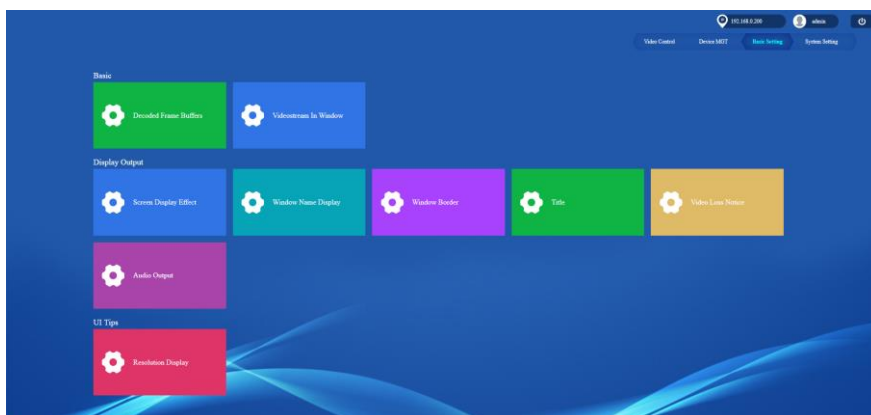 192.168.0.200 admin
Video Control Device MGT Basic Setting System Setting
Basic
Decoded Frame Buffers Videostream In Window
Display Output
Screen Display Effect Window Name Display Window Border Title Video Loss Notice
Audio Output
UI Tips
Resolution Display